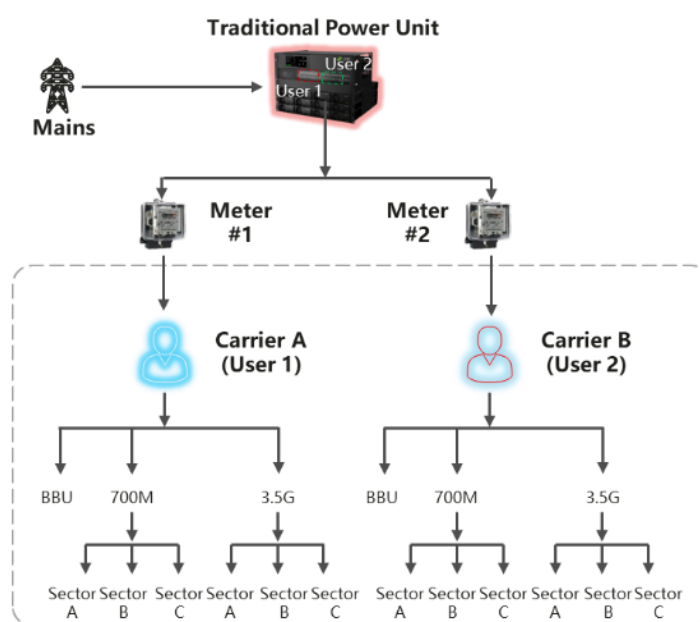 Traditional Power Unit
User 2
User 1
Mains
Meter
#1
Meter
#2
Carrier A
(User 1)
Carrier B
(User 2)
BBU 700M 3.5G BBU 700M 3.5G
Sector Sector Sector Sector Sector Sector Sector Sector Sector Sector Sector Sector
A B C A B C A B C A B C